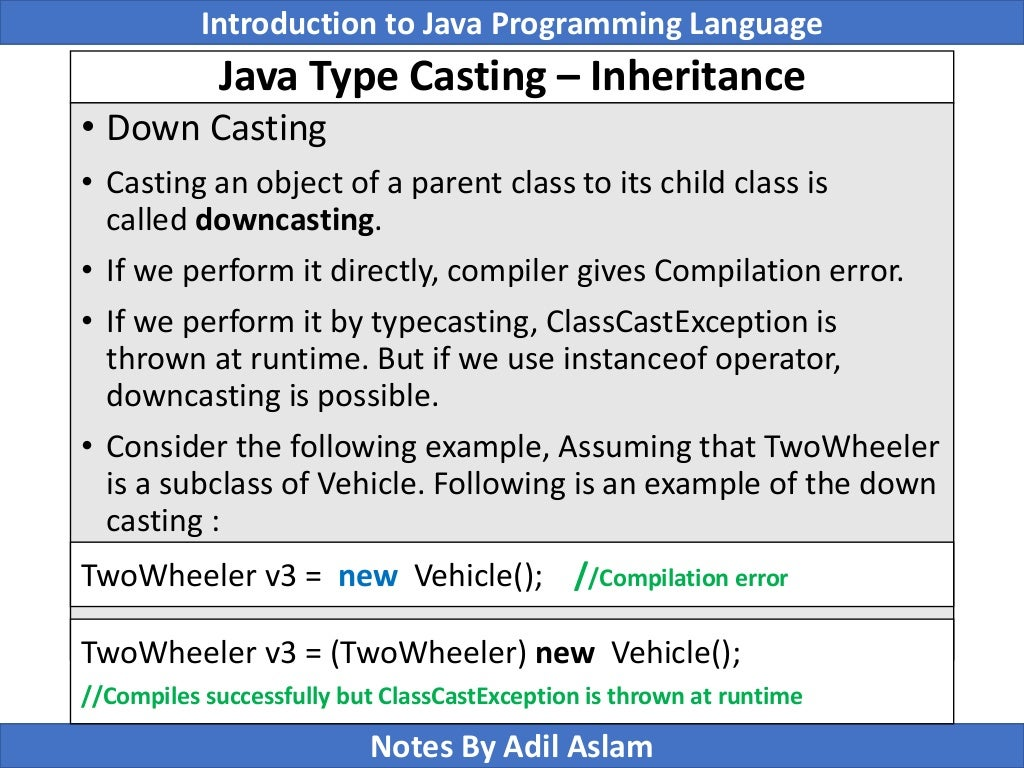 Introduction to Java Programming Language
Java Type Casting – Inheritance
• Down Casting
• Casting an object of a parent class to its child class is
called downcasting.
• If we perform it directly, compiler gives Compilation error.
• If we perform it by typecasting, ClassCastException is
thrown at runtime. But if we use instanceof operator,
downcasting is possible.
• Consider the following example, Assuming that TwoWheeler
is a subclass of Vehicle. Following is an example of the down
casting :
TwoWheeler v3 = new Vehicle(); //Compilation error
TwoWheeler v3 = (TwoWheeler) new Vehicle();
//Compiles successfully but ClassCastException is thrown at runtime
Notes By Adil Aslam